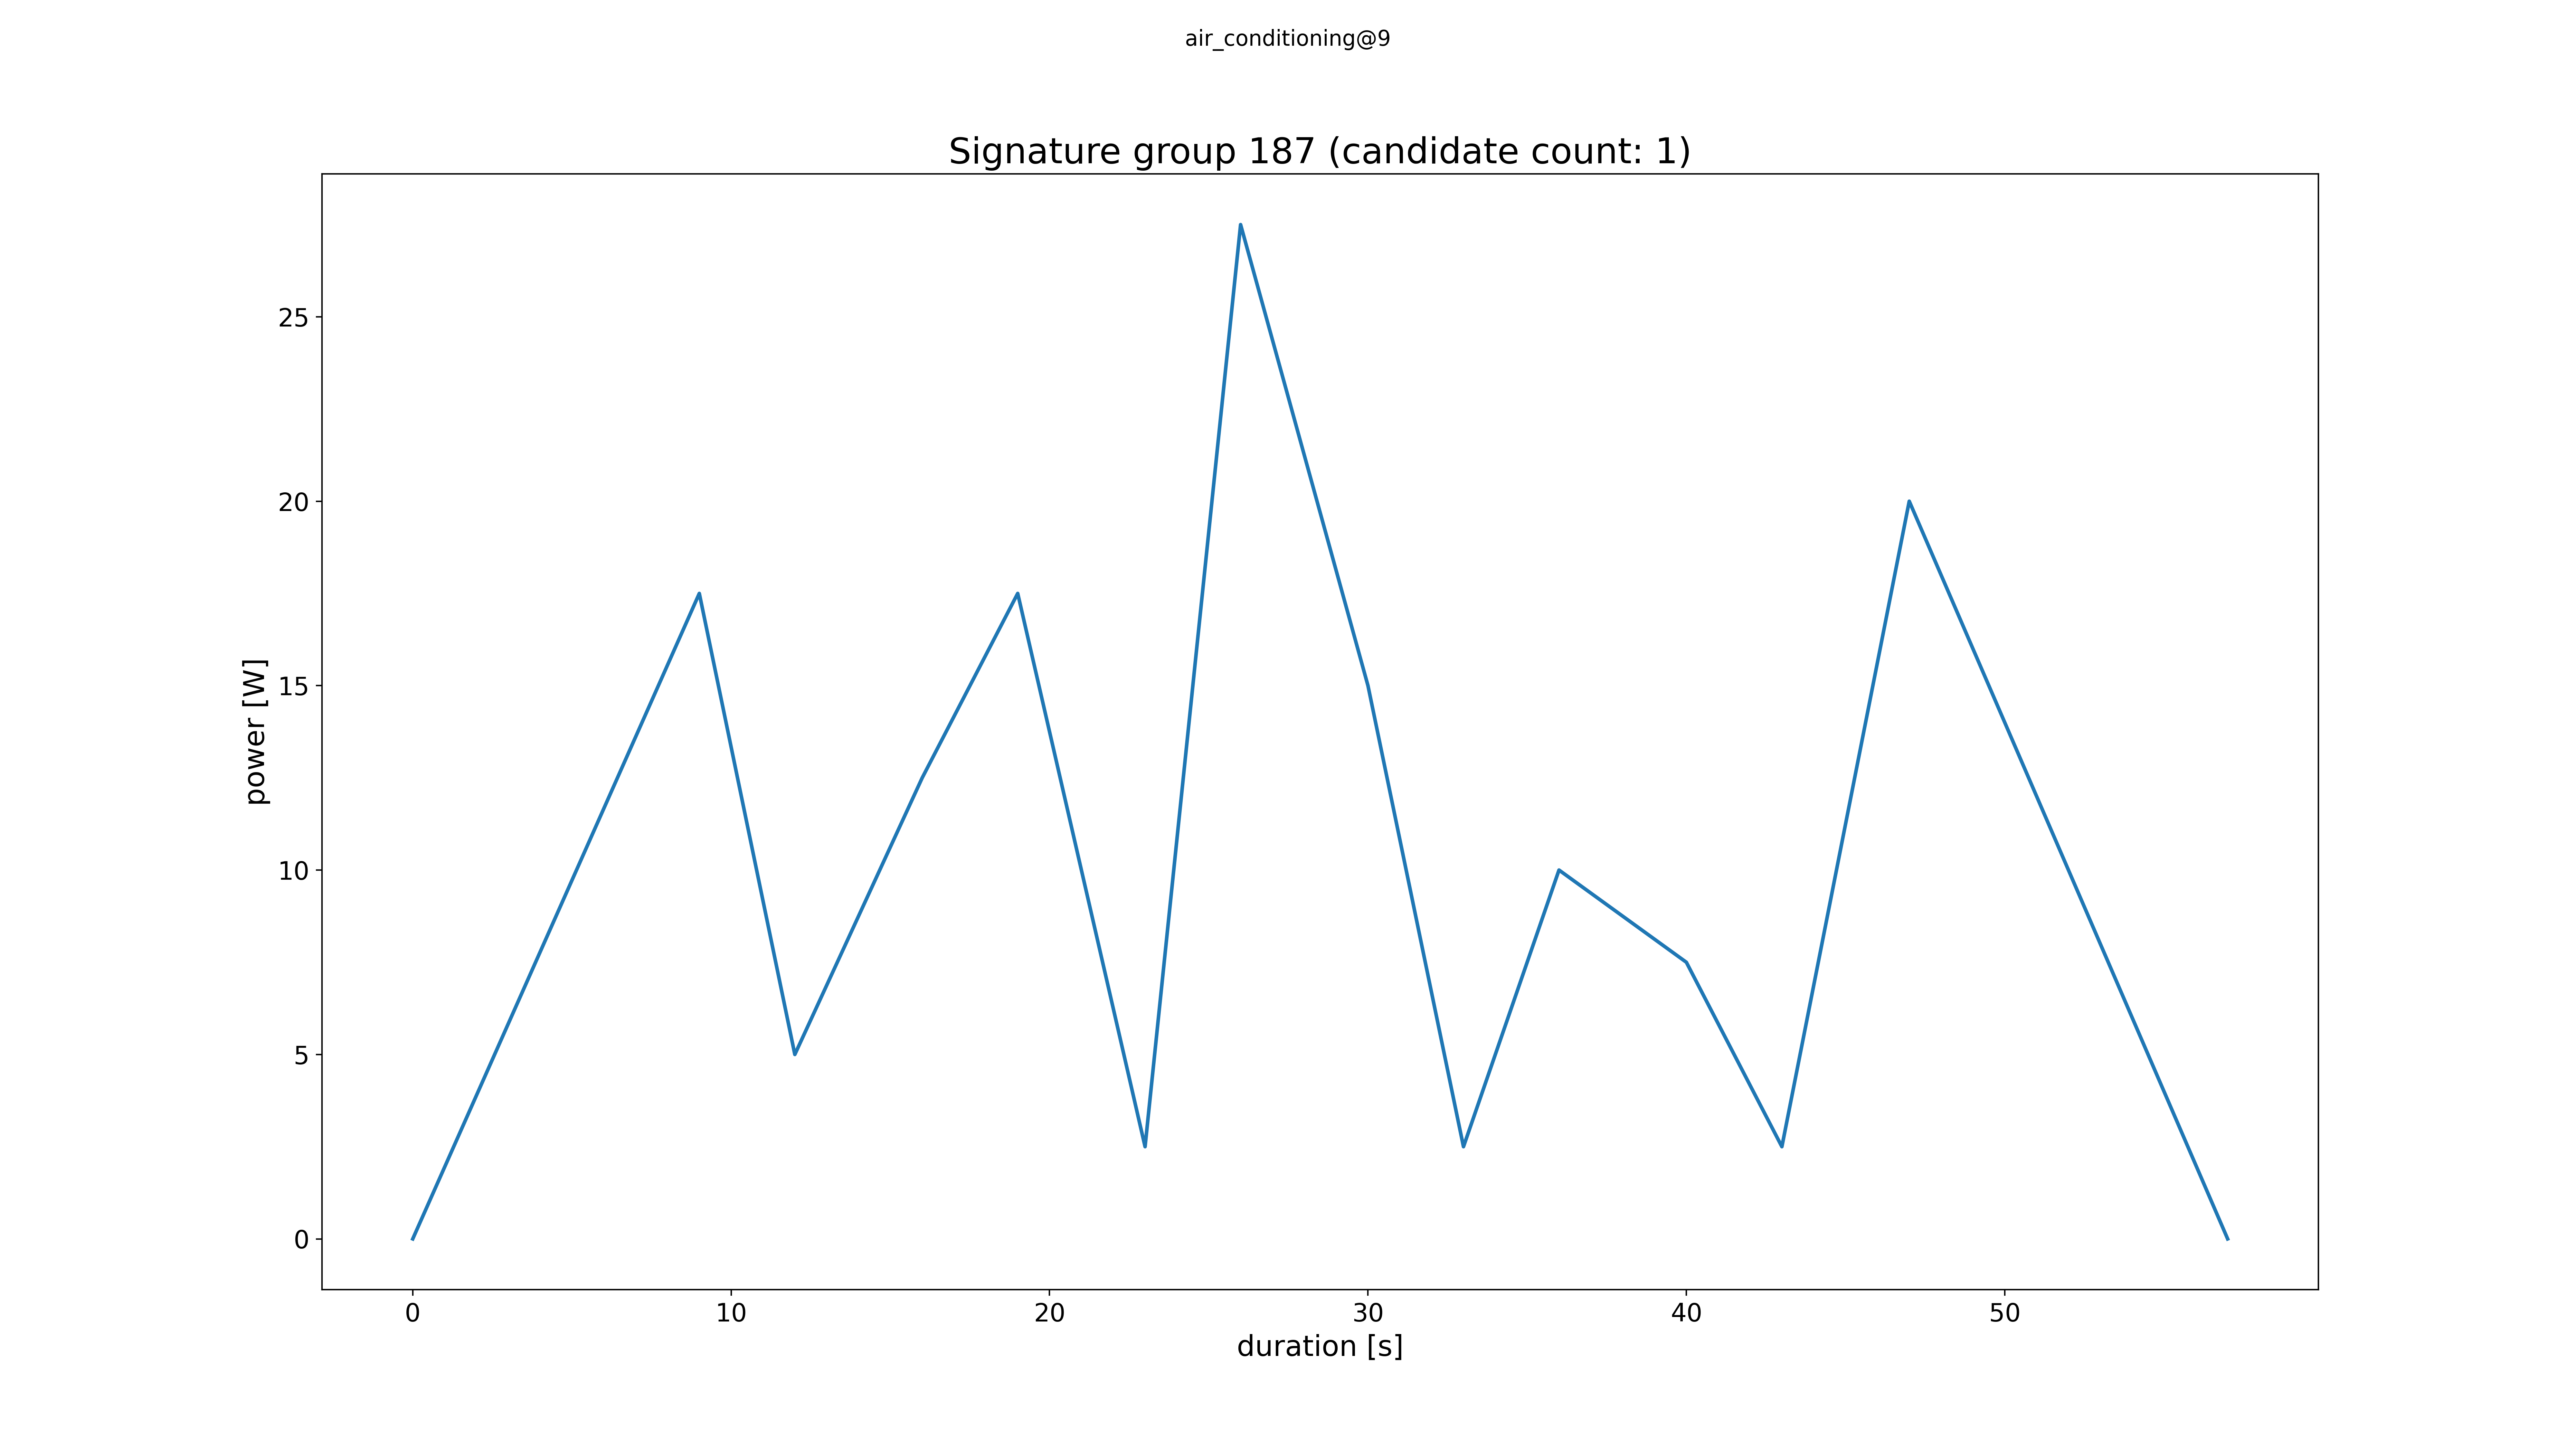 air_conditioning@9
Signature group 187 (candidate count: 1)
power [W]
25
20
15
10
5
0
0 10 20 30 40 50
duration [s]